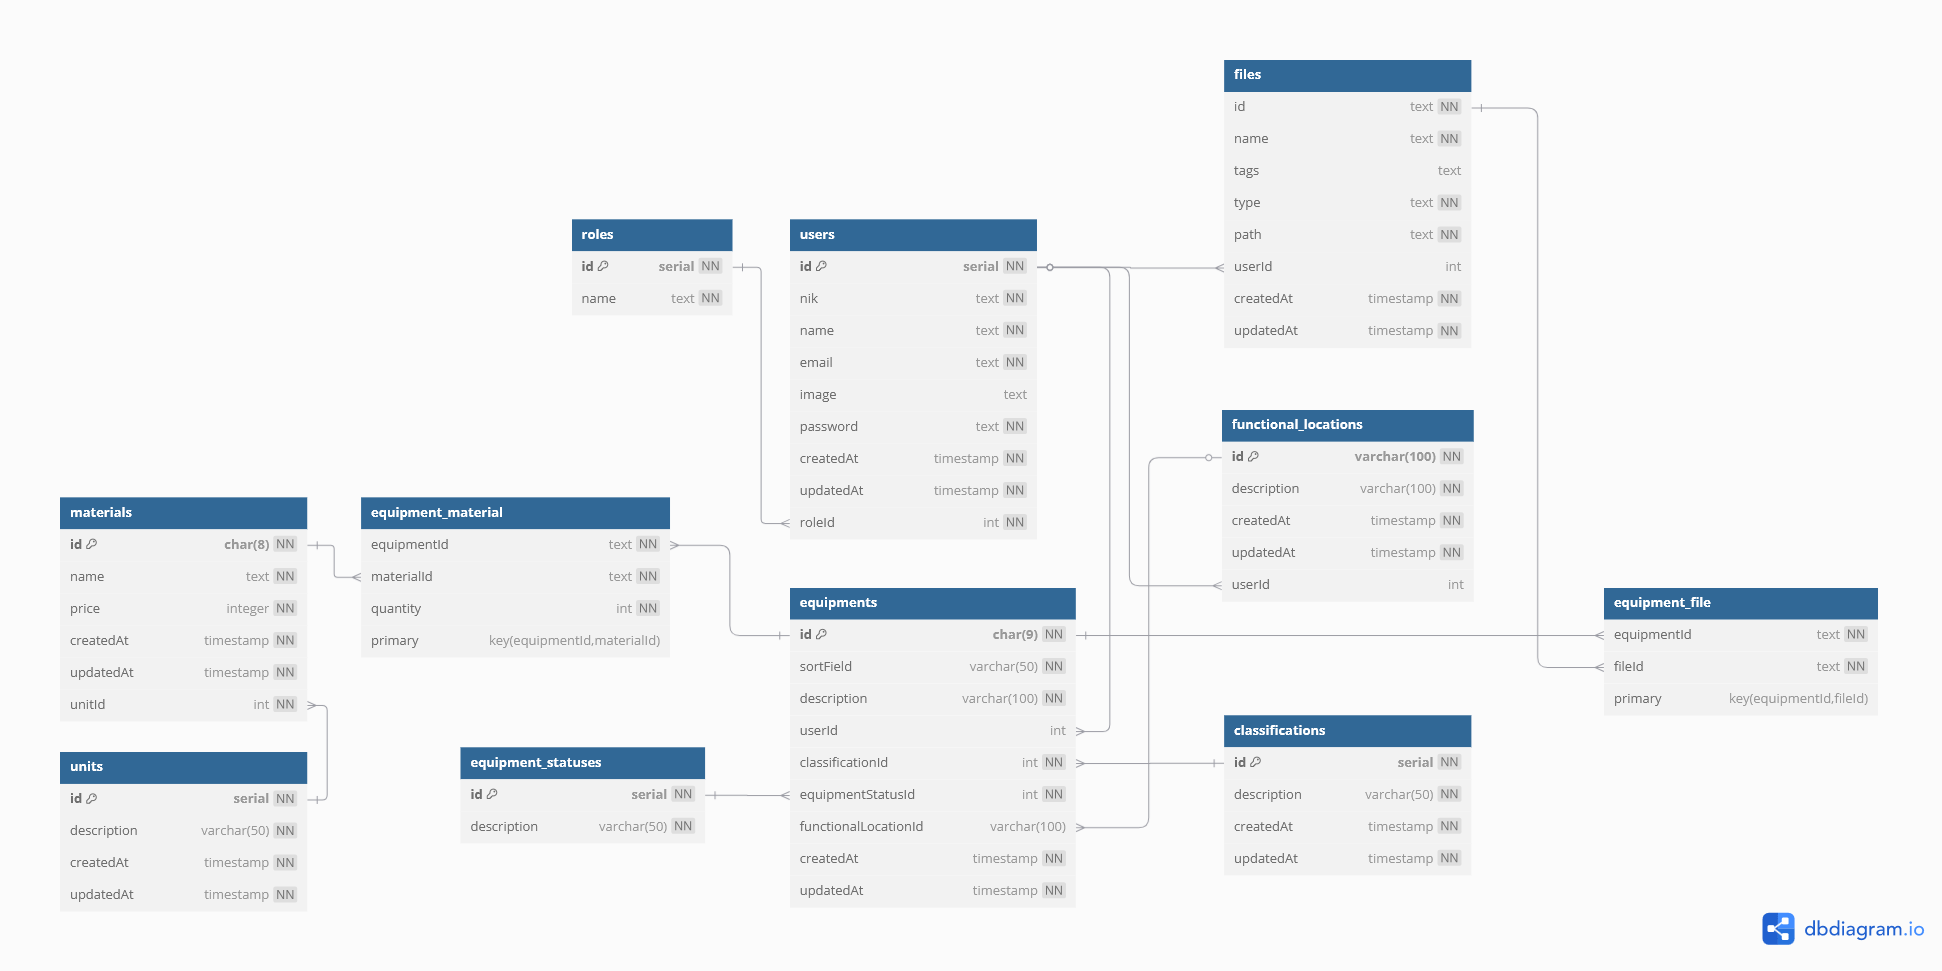 files
id text NN
name text NN
tags text
type text NN
path text NN
userId int
createdAt timestamp NN
updatedAt timestamp NN
roles
id serial NN
name text NN
users
id serial NN
nik text NN
name text NN
email text NN
image text
password text NN
createdAt timestamp NN
updatedAt timestamp NN
roleId int NN
functional_locations
id varchar(100) NN
description varchar(100) NN
createdAt timestamp NN
updatedAt timestamp NN
userId int
materials
id char(8) NN
name text NN
price integer NN
createdAt timestamp NN
updatedAt timestamp NN
unitId int NN
equipment_material
equipmentId text NN
materialId text NN
quantity int NN
primary key(equipmentId,materialId)
equipments
id char(9) NN
sortField varchar(50) NN
description varchar(100) NN
userId int
classificationId int NN
equipmentStatusId int NN
functionalLocationId varchar(100)
createdAt timestamp NN
updatedAt timestamp NN
equipment_file
equipmentId text NN
fileId text NN
primary key(equipmentId,fileId)
classifications
id serial NN
description varchar(50) NN
createdAt timestamp NN
updatedAt timestamp NN
equipment_statuses
id serial NN
description varchar(50) NN
units
id serial NN
description varchar(50) NN
createdAt timestamp NN
updatedAt timestamp NN
dbdiagram.io